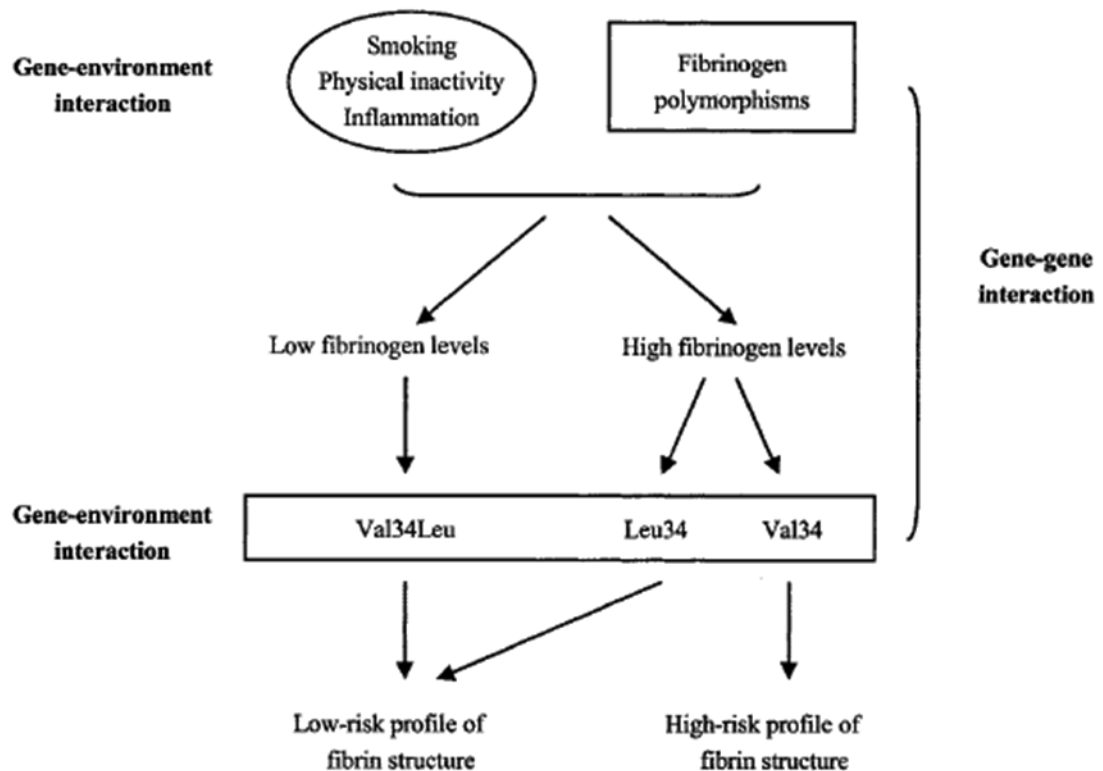 Gene-environment
interaction
Smoking
Physical inactivity
Inflammation
Fibrinogen
polymorphisms
Gene-gene
interaction
Low fibrinogen levels
High fibrinogen levels
Gene-environment
interaction
Val34Leu
Leu34
Val34
Low-risk profile of
fibrin structure
High-risk profile of
fibrin structure